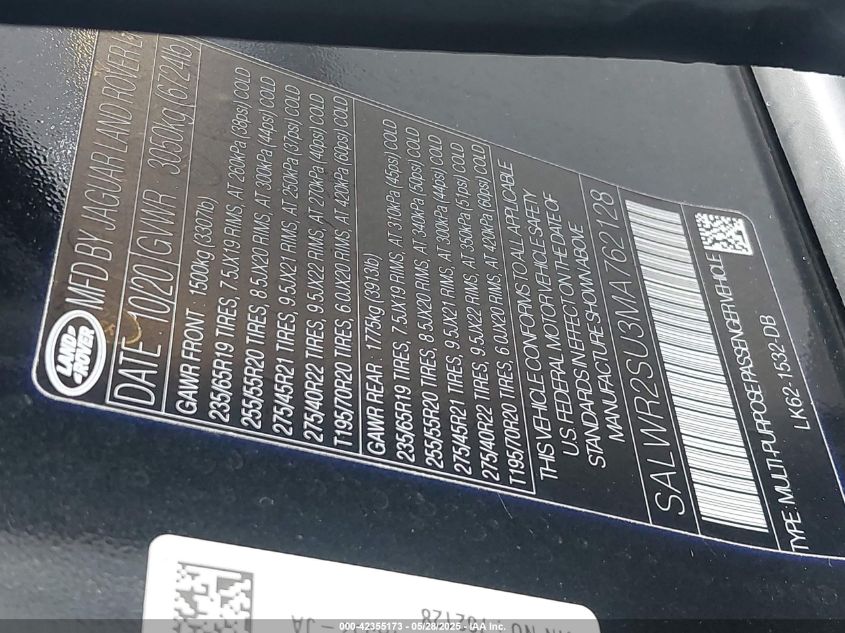 LAND
ROVER
MFD BY JAGUAR LAND ROVER
DATE 10/20 GVWR 3050kg (6724lb)
GAWR FRONT 1500kg (3307lb)
235/65R19 TIRES, 7.5JX19 RIMS, AT 260kPa (38psi) COLD
255/55R20 TIRES, 8.5JX20 RIMS, AT 300kPa (44psi) COLD
275/45R21 TIRES, 9.5JX21 RIMS, AT 250kPa (37psi) COLD
275/40R22 TIRES, 9.5JX22 RIMS, AT 270kPa (40psi) COLD
T195/70R20 TIRES, 6.0JX20 RIMS, AT 420kPa (60psi) COLD
GAWR REAR : 1775kg (3913lb)
235/65R19 TIRES, 7.5JX19 RIMS, AT 310kPa (45psi) COLD
255/55R20 TIRES, 8.5JX20 RIMS, AT 340kPa (50psi) COLD
275/45R21 TIRES, 9.5JX21 RIMS, AT 300kPa (44psi) COLD
275/40R22 TIRES, 9.5JX22 RIMS, AT 350kPa (51psi) COLD
T195/70R20 TIRES, 6.0JX20 RIMS, AT 420kPa (60psi) COLD
THIS VEHICLE CONFORMS TO ALL APPLICABLE
U.S. FEDERAL MOTOR VEHICLE SAFETY
STANDARDS IN EFFECT ON THE DATE OF
MANUFACTURE SHOWN ABOVE
SALWR2SU3MA762128
TYPE: MULTI-PURPOSE PASSENGER VEHICLE
LK62-1532-DB
NO
762128
- JA
000-42355173 - 05/28/2025 - IAA Inc.